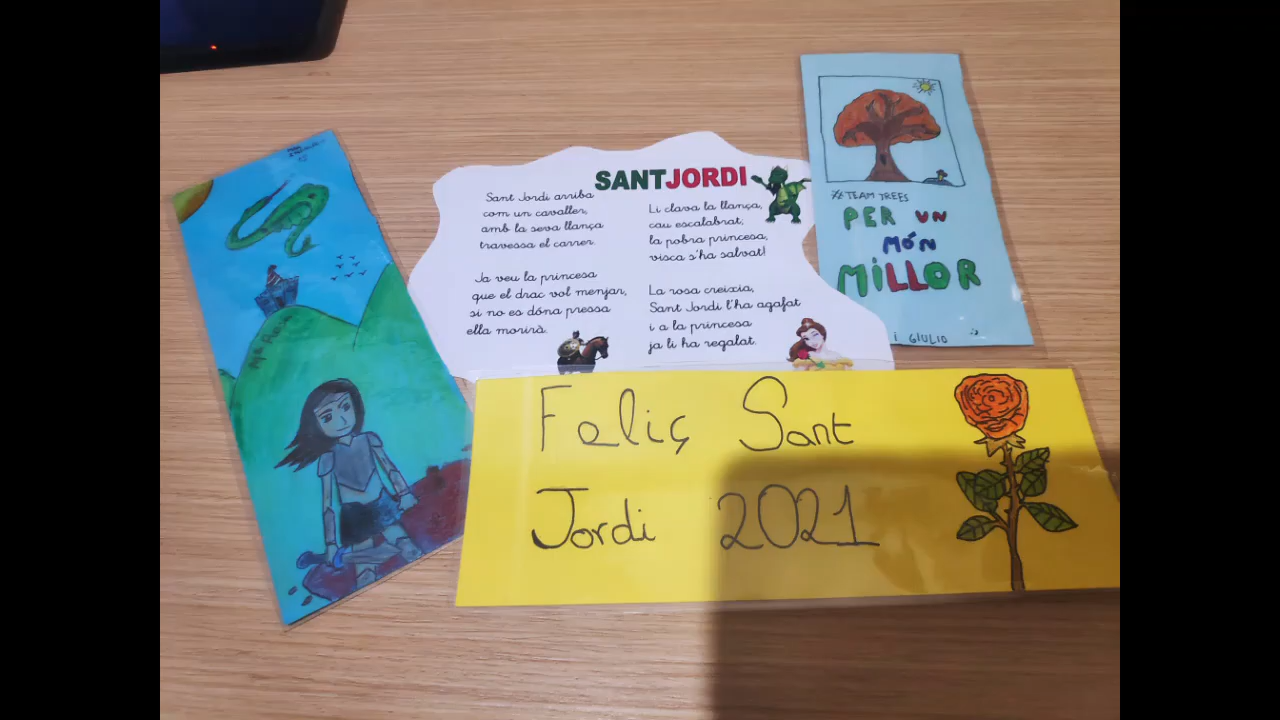 SANTJORDI
Sant Jordi arriba
com un cavaller,
amb la seva llança
travessa el carrer.
Ja veu la princesa
que el drac vol menjar,
si no es dóna pressa
ella morirà.
Li clava la llança,
cau escalabrat,
la pobra princesa,
visca s'ha salvat!
La rosa creixia,
Sant Jordi l'ha agafat
i a la princesa
ja li ha regalat.
# TEAM TREES
PER UN
MÓN
MILLOR
i GIULIO
Feliç Sant
Jordi 2021